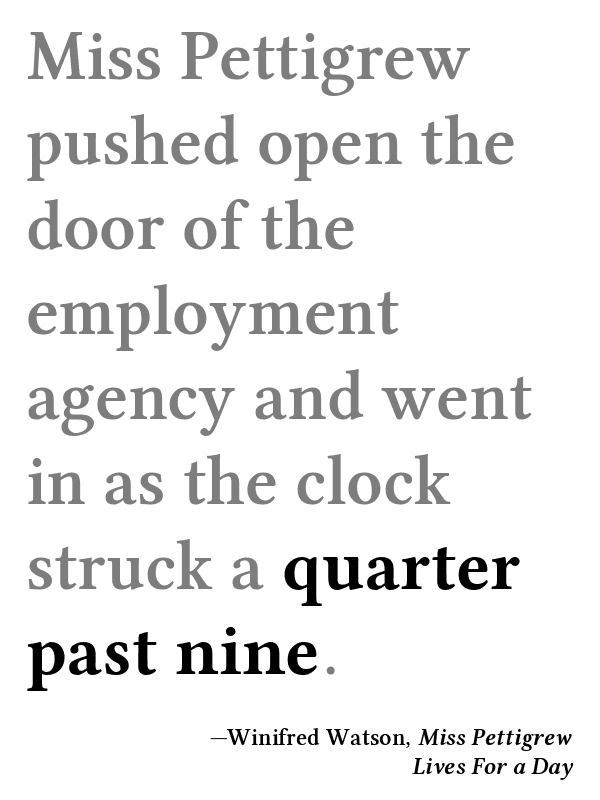 Miss Pettigrew
pushed open the
door of the
employment
agency and went
in as the clock
struck a quarter
past nine.
—Winifred Watson, Miss Pettigrew
Lives For a Day